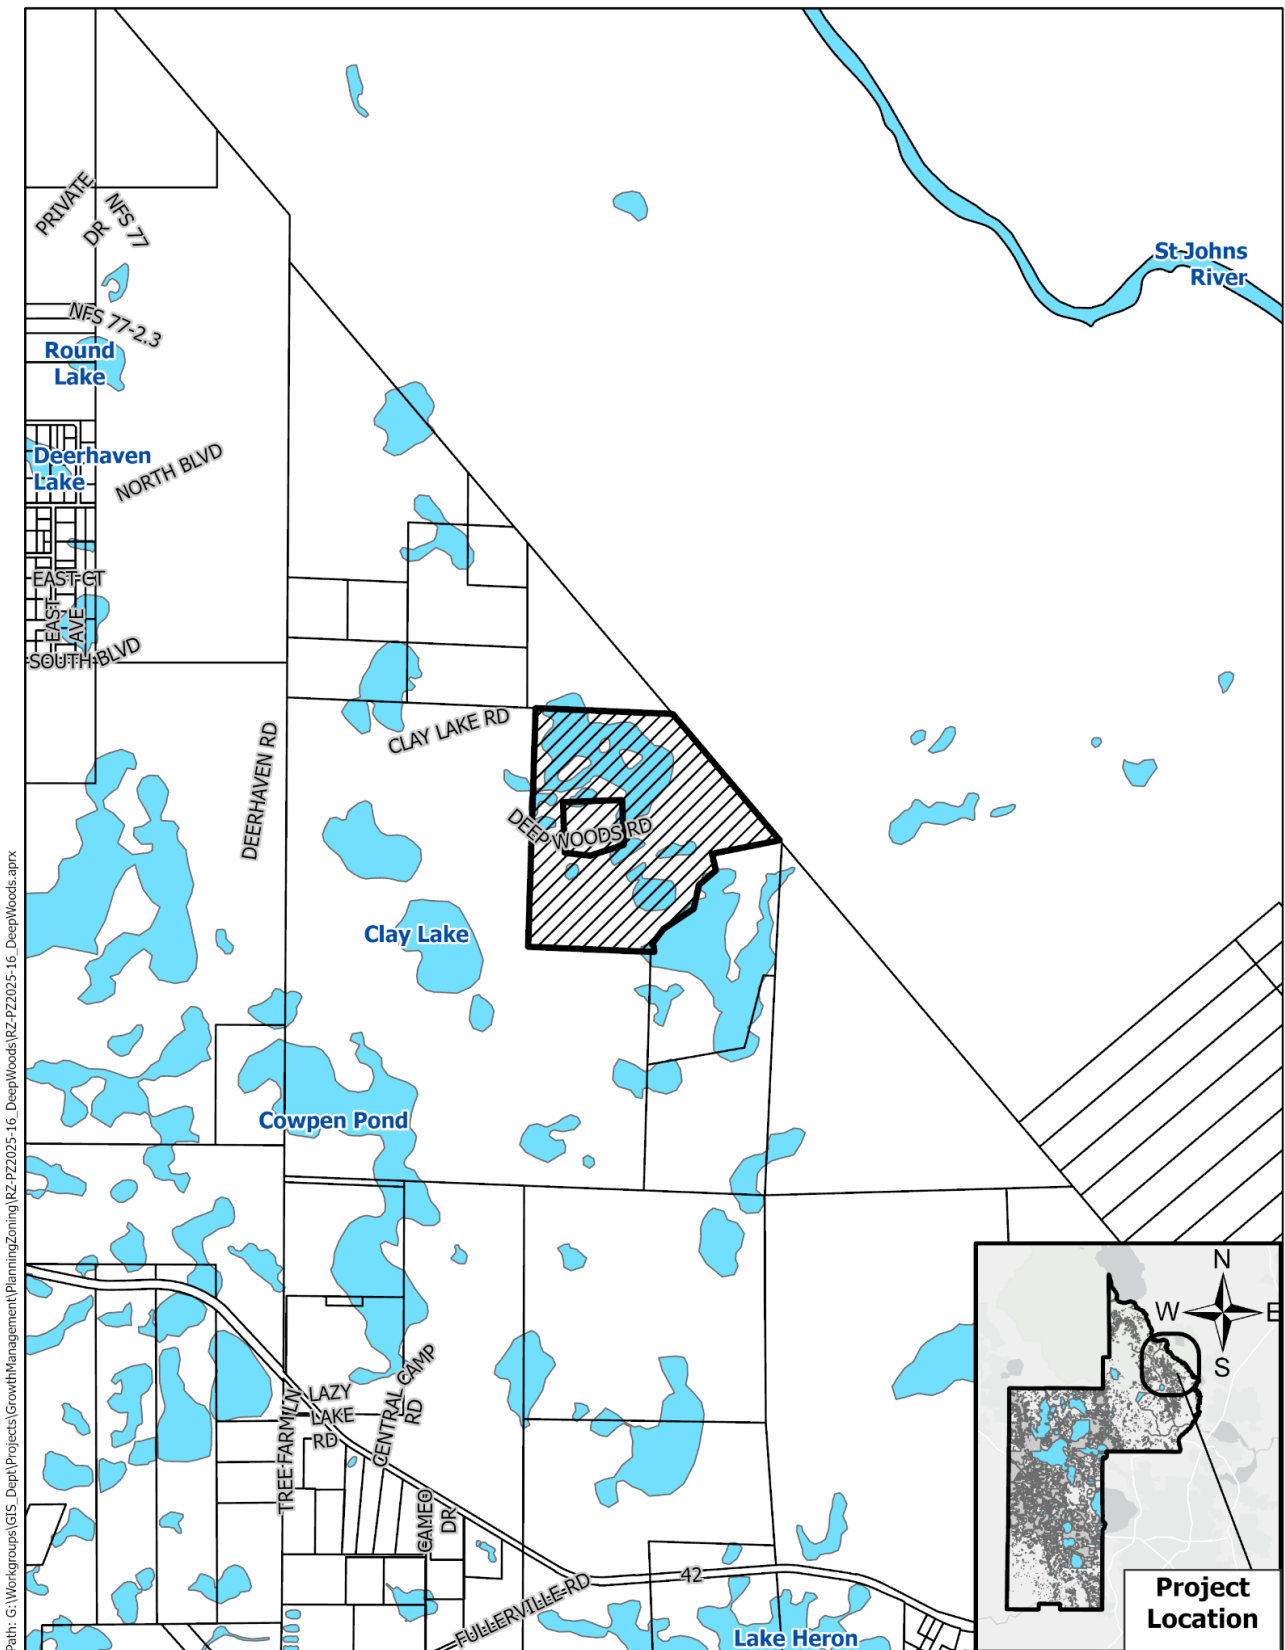 St Johns
River
PRIVATE
DR
NFS 77
NFS 77-2.3
Round
Lake
Deerhaven
Lake
NORTH BLVD
EAST CT
EAST
AVE
SOUTH BLVD
DEERHAVEN RD
CLAY LAKE RD
DEEP WOODS RD
Clay Lake
Cowpen Pond
LAZY
LAKE
RD
TREE FARM LN
CENTRAL CAMP
RD
CAMEO
DR
FULLERVILLE RD
42
Lake Heron
N
W
E
S
Project
Location
Path: G:\Workgroups\GIS_Dept\Projects\GrowthManagement\PlanningZoning\RZ-PZ2025-16_DeepWoods\RZ-PZ2025-16_DeepWoods.aprx